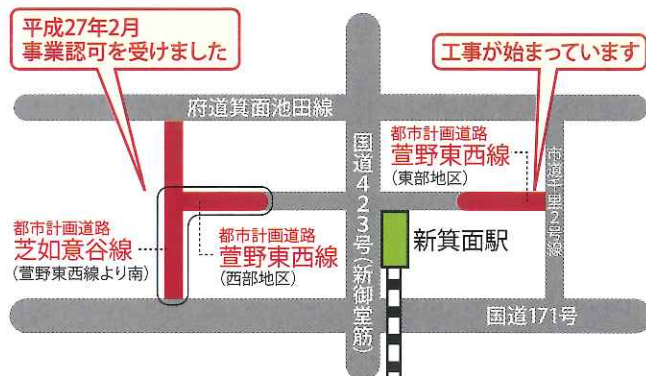 平成27年2月
事業認可を受けました
工事が始まっています
府道箕面池田線
国道423号(新御堂筋)
都市計画道路
萱野東西線
(東部地区)
市道千里2号線
都市計画道路
芝如意谷線
(萱野東西線より南)
都市計画道路
萱野東西線
(西部地区)
新箕面駅
国道171号